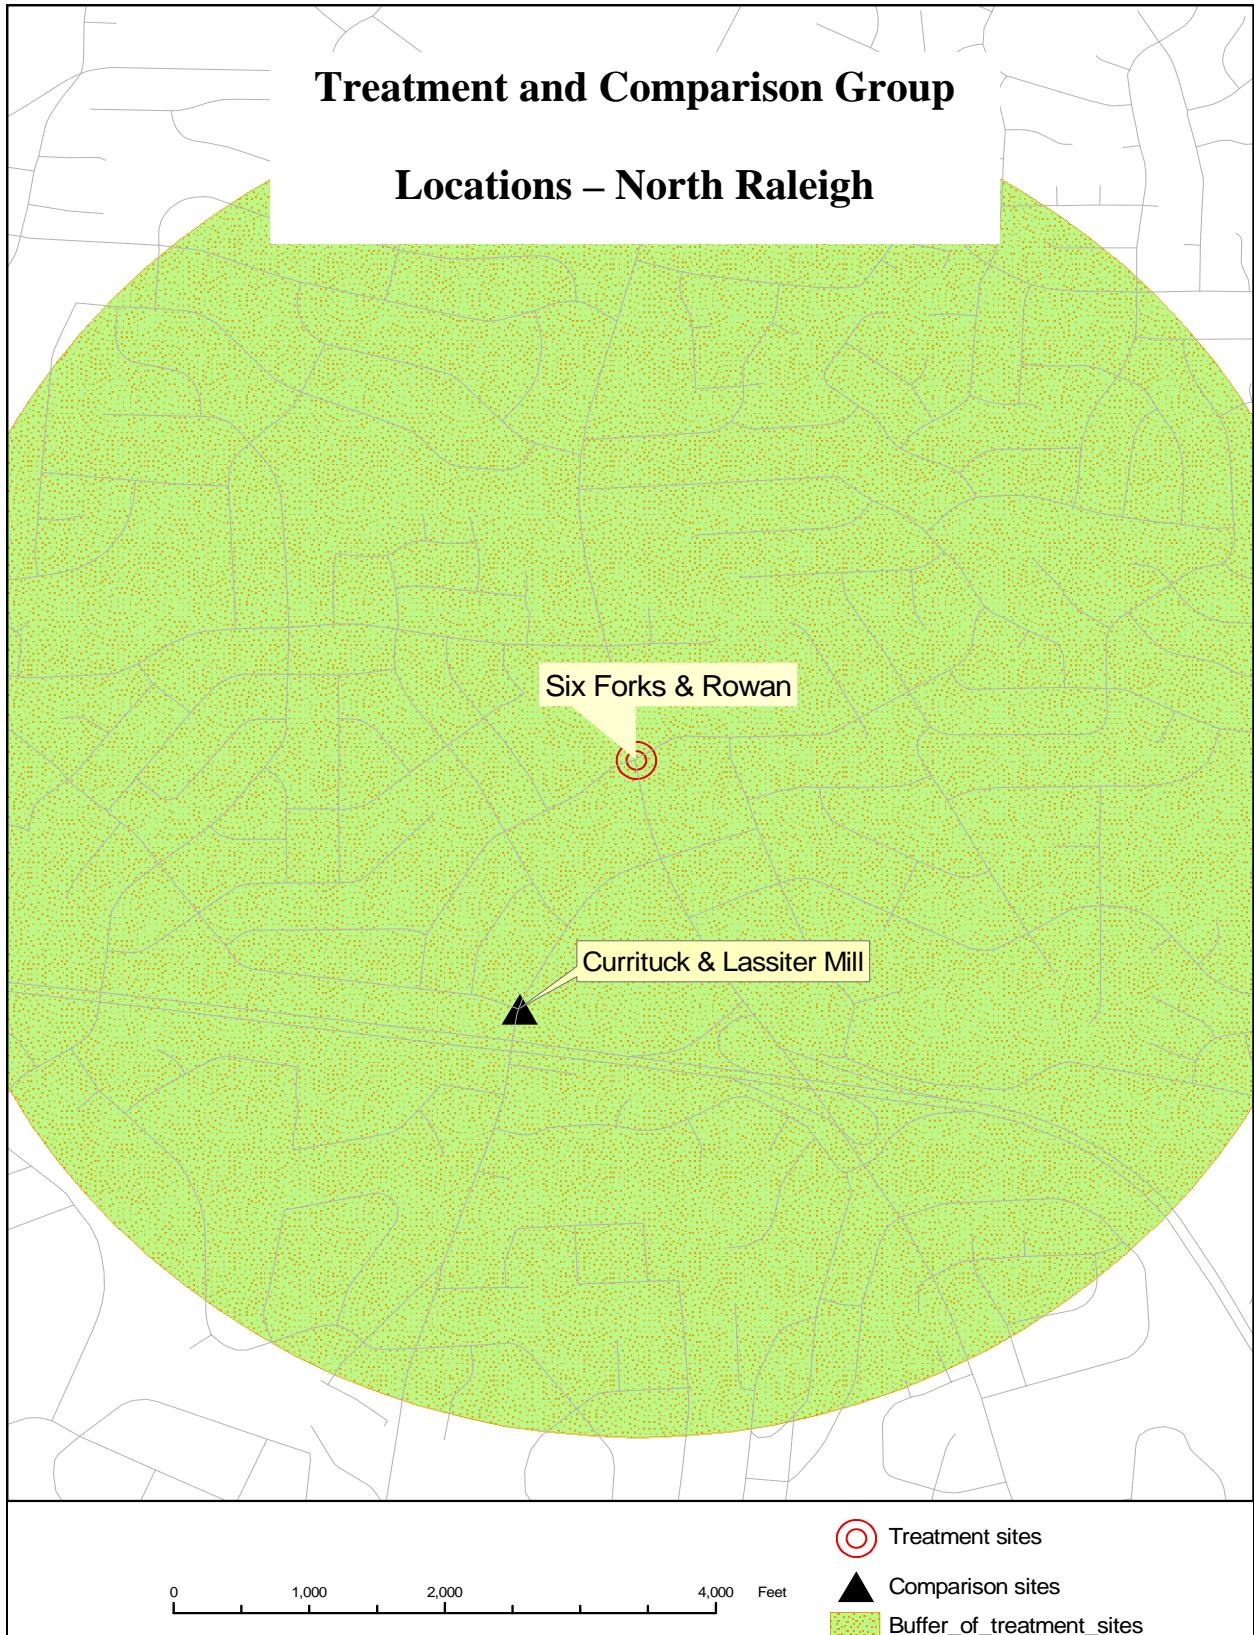 Treatment and Comparison Group
Locations – North Raleigh
Six Forks & Rowan
Currituck & Lassiter Mill
0 1,000 2,000 4,000 Feet
Treatment sites
Comparison sites
Buffer_of_treatment_sites